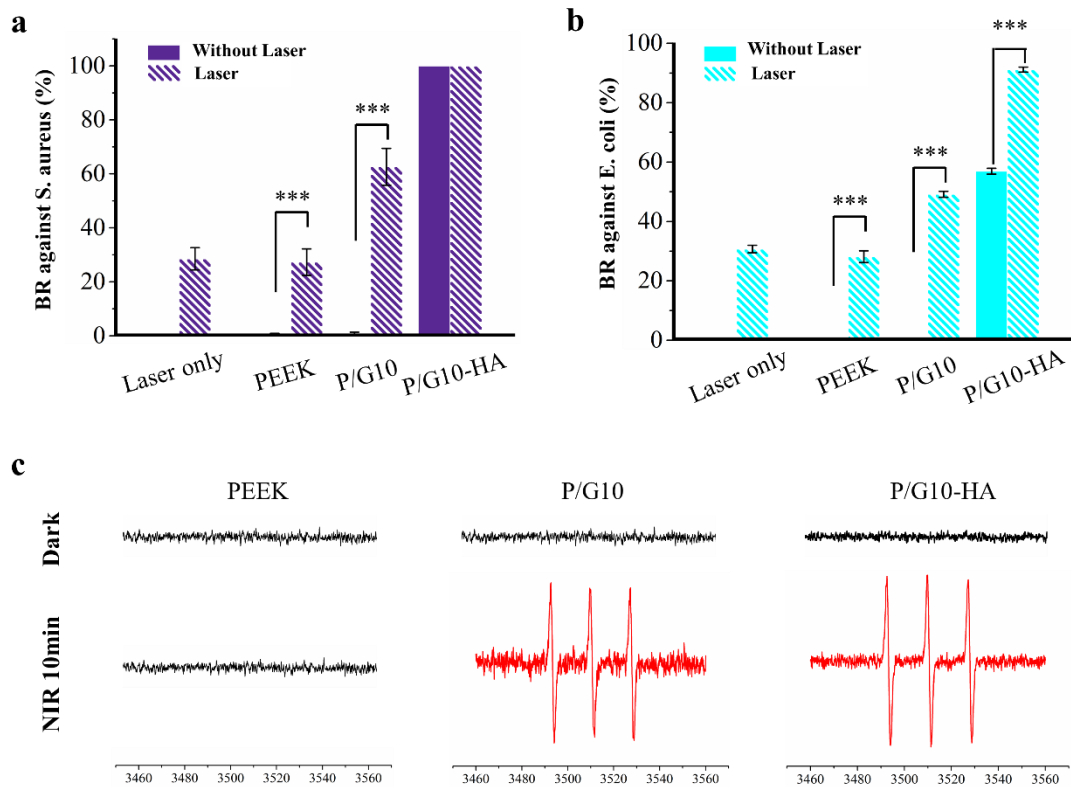 a
BR against S. aureus (%)
100
80
60
40
20
0
Without Laser
Laser
***
***
Laser only
PEEK
P/G10
P/G10-HA
b
BR against E. coli (%)
100
80
60
40
20
0
Without Laser
Laser
***
***
***
Laser only
PEEK
P/G10
P/G10-HA
c
PEEK
P/G10
P/G10-HA
Dark
NIR 10min
3460 3480 3500 3520 3540 3560
3460 3480 3500 3520 3540 3560
3460 3480 3500 3520 3540 3560